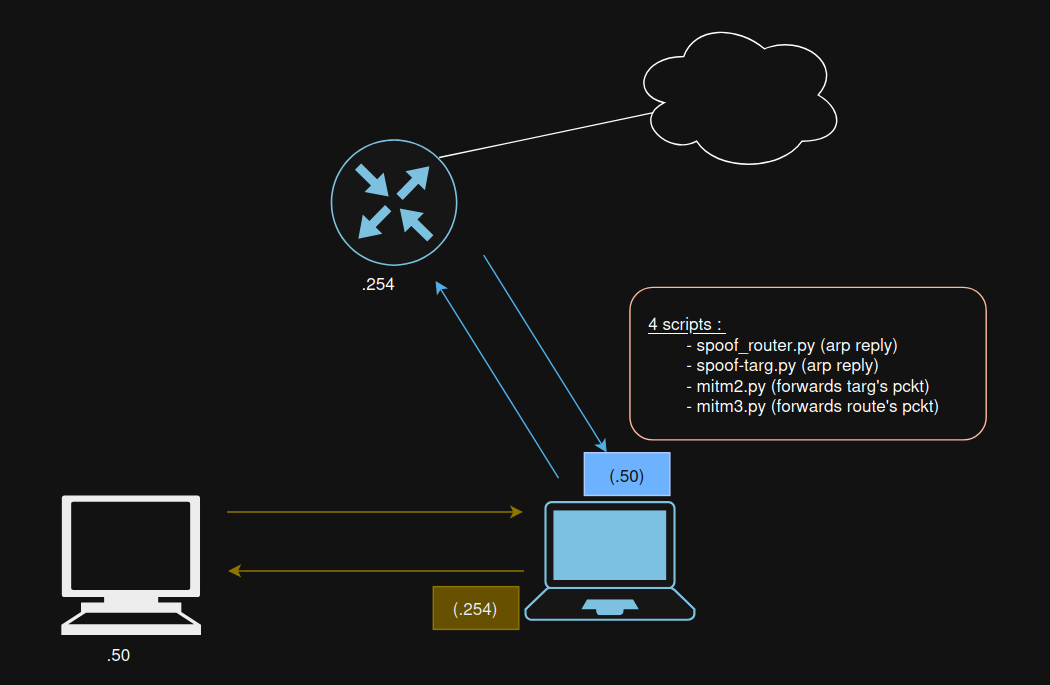 .254
4 scripts :
- spoof_router.py (arp reply)
- spoof-targ.py (arp reply)
- mitm2.py (forwards targ's pckt)
- mitm3.py (forwards route's pckt)
(.50)
(.254)
.50